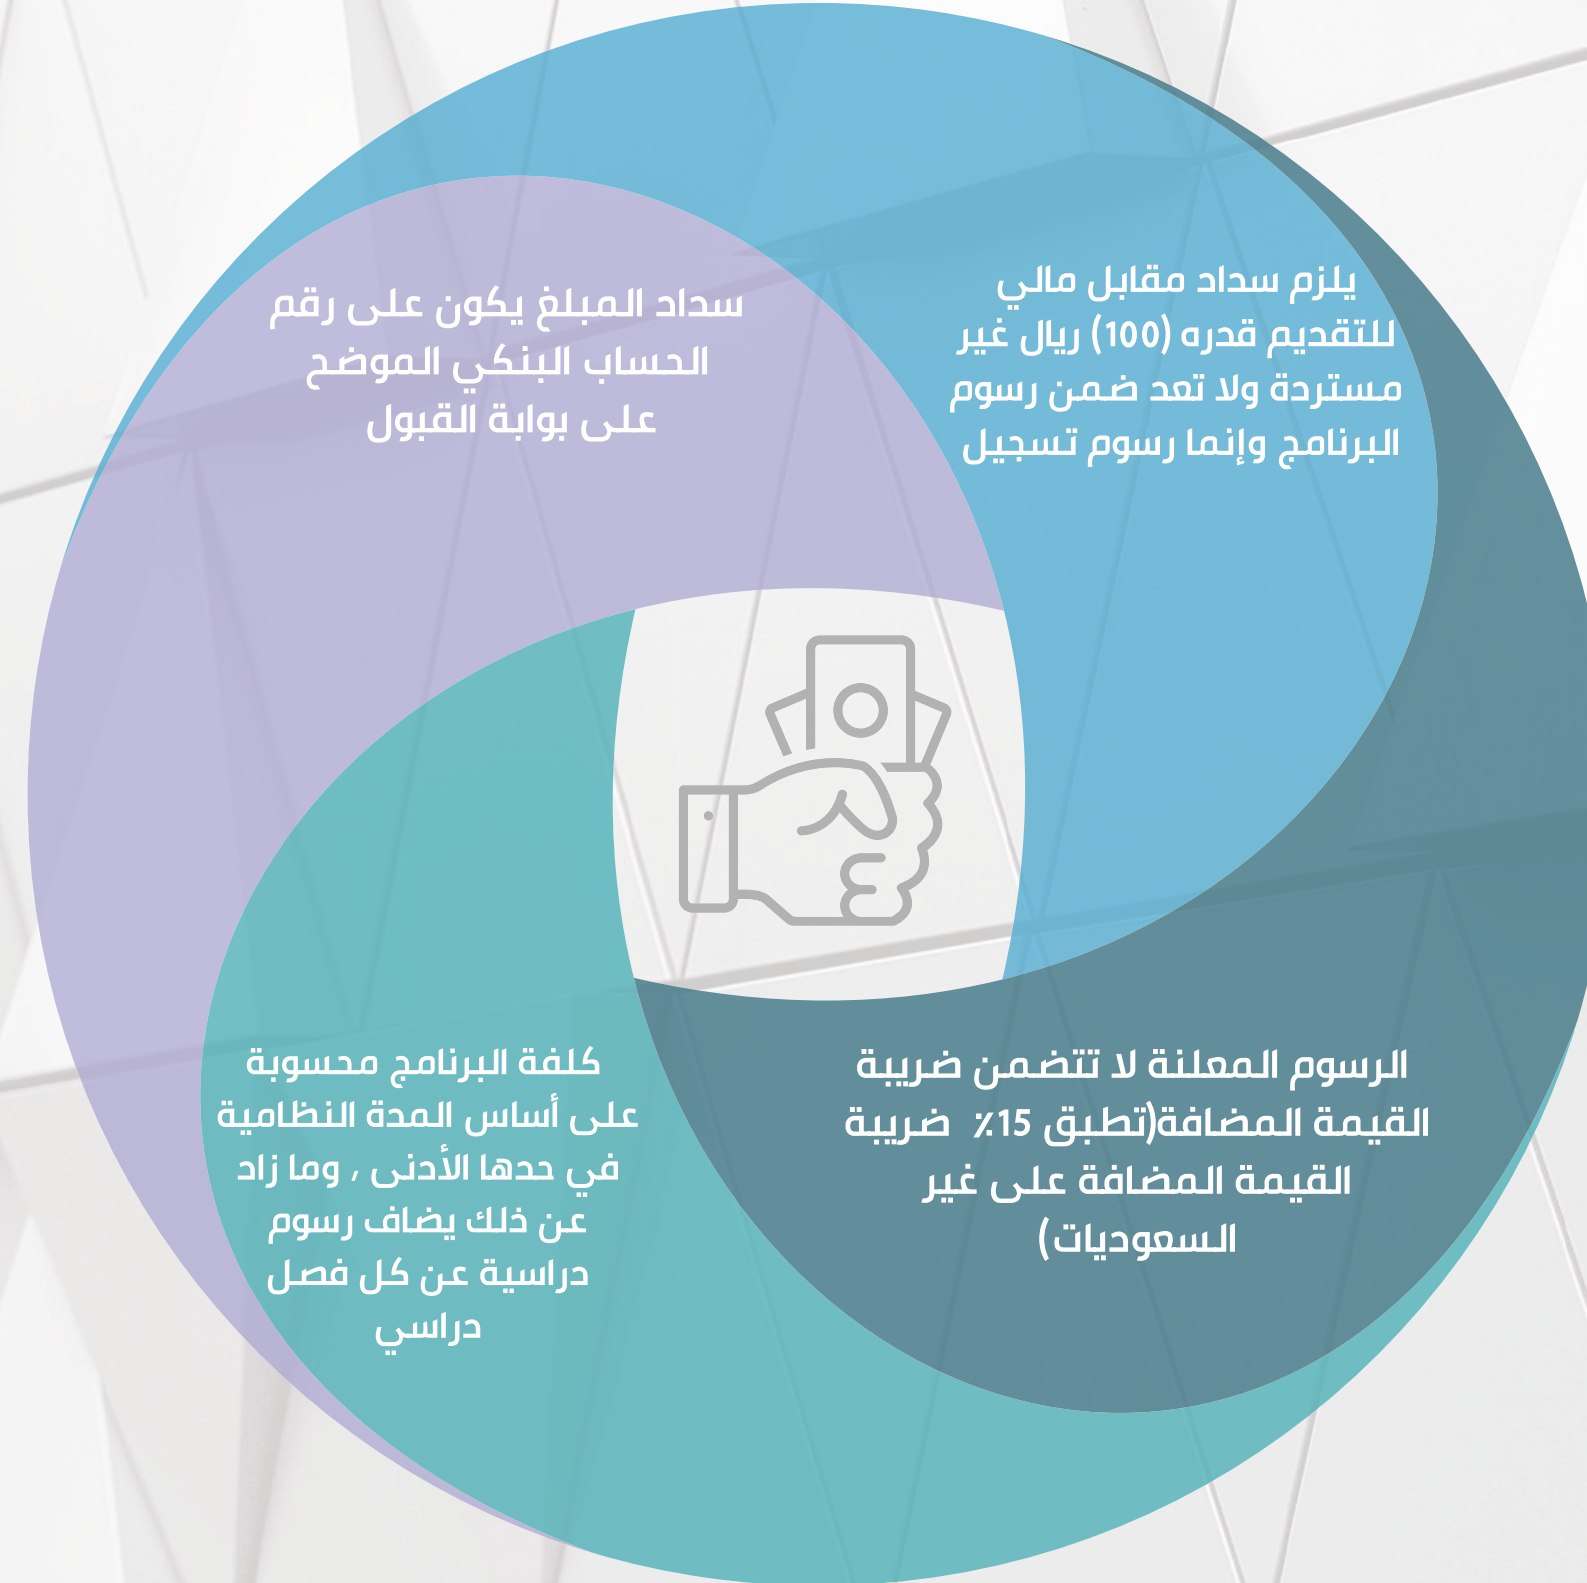 يلزم سداد مقابل مالي
للتقديم قدره (100) ريال غير
مستردة ولا تعد ضمن رسوم
البرنامج وإنما رسوم تسجيل
سداد المبلغ يكون على رقم
الحساب البنكي الموضح
على بوابة القبول
الرسوم المعلنة لا تتضمن ضريبة
القيمة المضافة(تطبق 15٪ ضريبة
القيمة المضافة على غير
السعوديات)
كلفة البرنامج محسوبة
على أساس المدة النظامية
في حدها الأدنى ، وما زاد
عن ذلك يضاف رسوم
دراسية عن كل فصل
دراسي